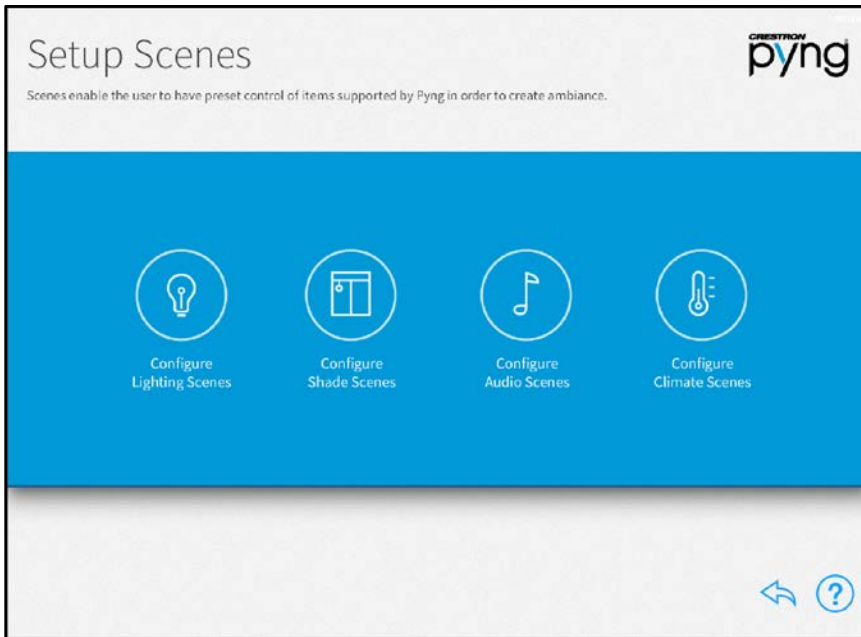 Setup Scenes
CRESTRON
pyng
Scenes enable the user to have preset control of items supported by Pyng in order to create ambiance.
Configure
Lighting Scenes
Configure
Shade Scenes
Configure
Audio Scenes
Configure
Climate Scenes
?